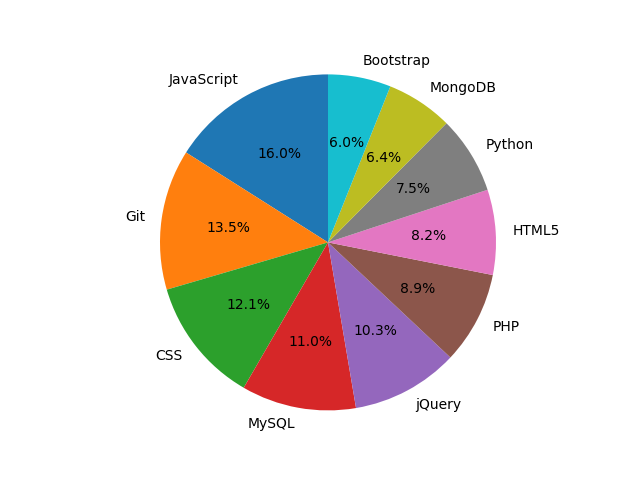 Bootstrap
JavaScript
MongoDB
Python
HTML5
PHP
jQuery
MySQL
CSS
Git
16.0%
13.5%
12.1%
11.0%
10.3%
8.9%
8.2%
7.5%
6.4%
6.0%